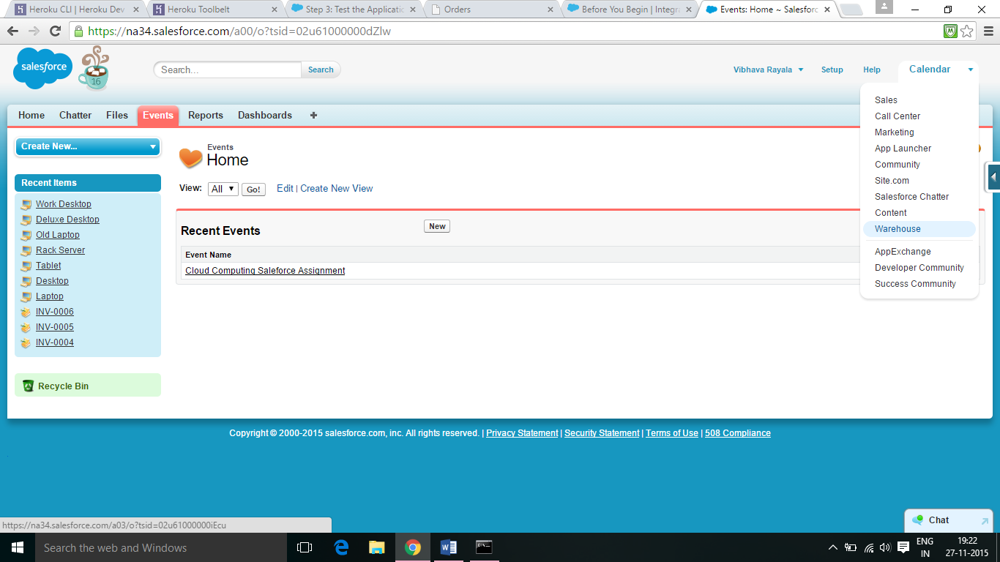 Heroku CLI | Heroku Dev
Heroku Toolbelt
Step 3: Test the Applicatio
Orders
Before You Begin | Integra
Events: Home ~ Salesforc
https://na34.salesforce.com/a00/o?tsid=02u61000000dZlw
salesforce
16
Search...
Search
Vibhava Rayala
Setup
Help
Calendar
Home
Chatter
Files
Events
Reports
Dashboards
+
Sales
Call Center
Marketing
App Launcher
Community
Site.com
Salesforce Chatter
Content
Warehouse
AppExchange
Developer Community
Success Community
Create New...
Recent Items
Work Desktop
Deluxe Desktop
Old Laptop
Rack Server
Tablet
Desktop
Laptop
INV-0006
INV-0005
INV-0004
Recycle Bin
Events
Home
View: All Go! Edit | Create New View
Recent Events
New
Event Name
Cloud Computing Saleforce Assignment
Copyright © 2000-2015 salesforce.com, inc. All rights reserved. | Privacy Statement | Security Statement | Terms of Use | 508 Compliance
Chat
https://na34.salesforce.com/a03/o?tsid=02u61000000iEcu
Search the web and Windows
ENG
IN
19:22
27-11-2015